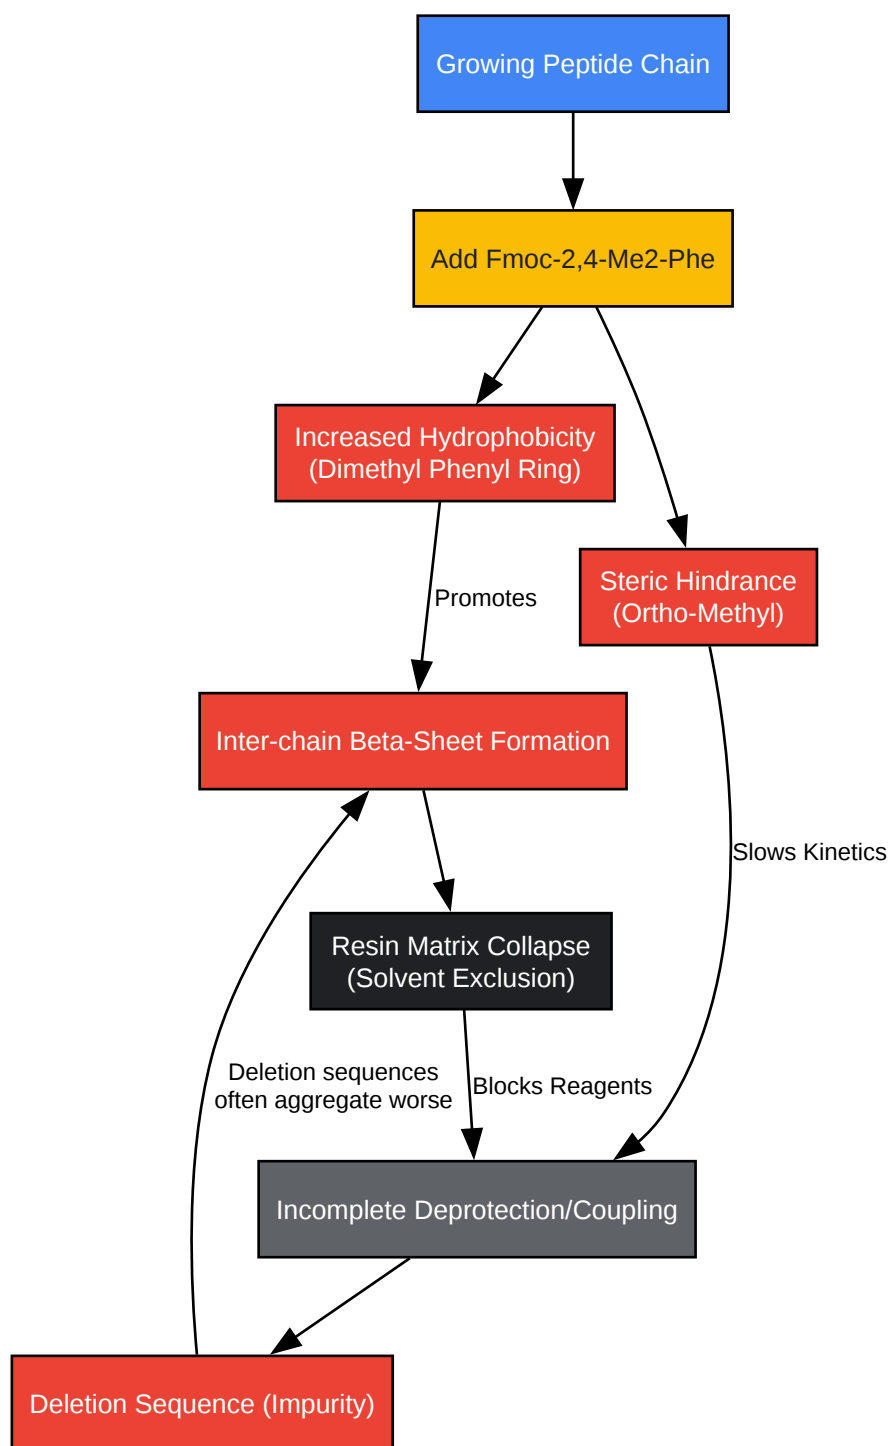 Growing Peptide Chain
Add Fmoc-2,4-Me2-Phe
Increased Hydrophobicity
(Dimethyl Phenyl Ring)
Steric Hindrance
(Ortho-Methyl)
Promotes
Inter-chain Beta-Sheet Formation
Slows Kinetics
Resin Matrix Collapse
(Solvent Exclusion)
Deletion sequences
often aggregate worse
Blocks Reagents
Incomplete Deprotection/Coupling
Deletion Sequence (Impurity)